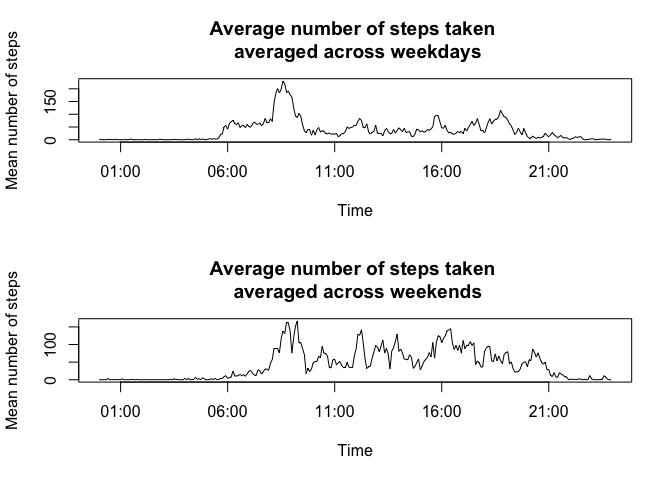 Average number of steps taken
averaged across weekdays
Mean number of steps
150
0
01:00 06:00 11:00 16:00 21:00
Time
Average number of steps taken
averaged across weekends
Mean number of steps
100
0
01:00 06:00 11:00 16:00 21:00
Time